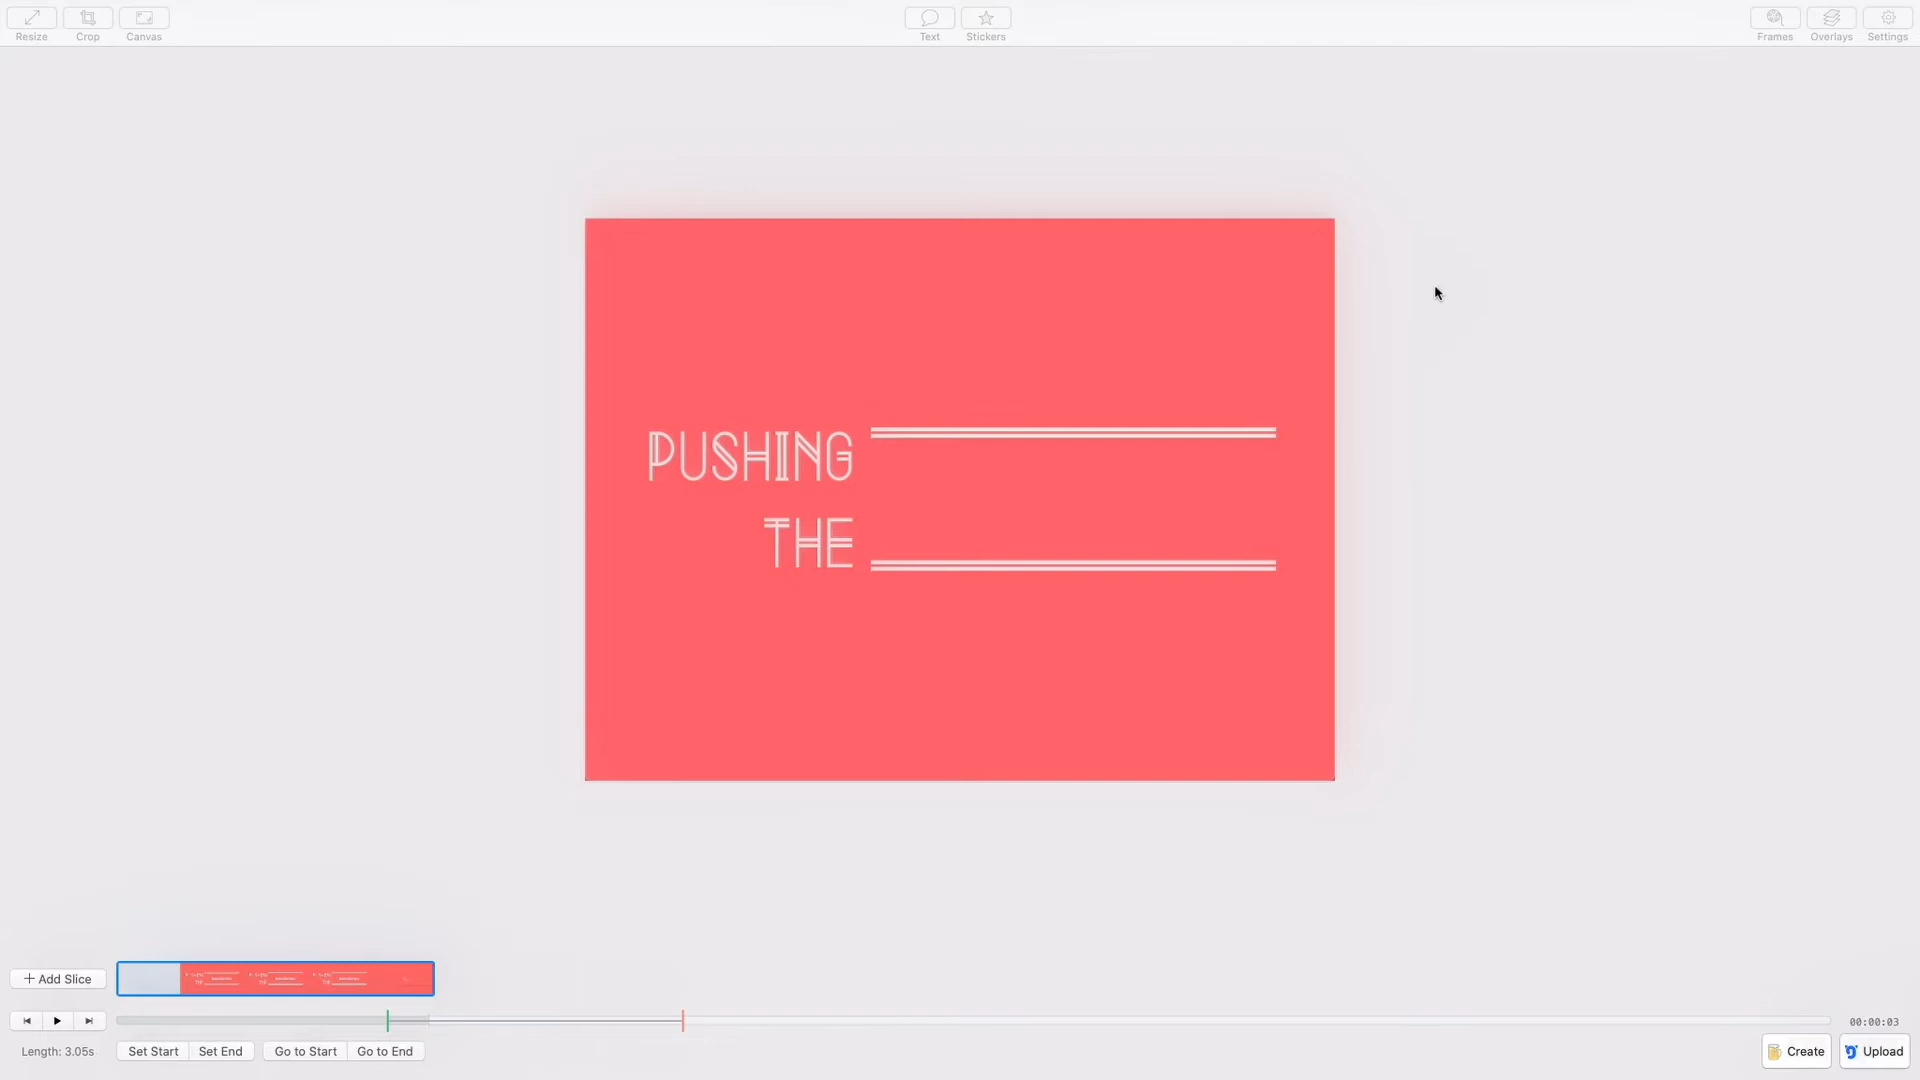 Resize Crop Canvas Text Stickers Frames Overlays Settings
PUSHING
THE
+ Add Slice
00:00:03
Length: 3.05s Set Start Set End Go to Start Go to End Create Upload